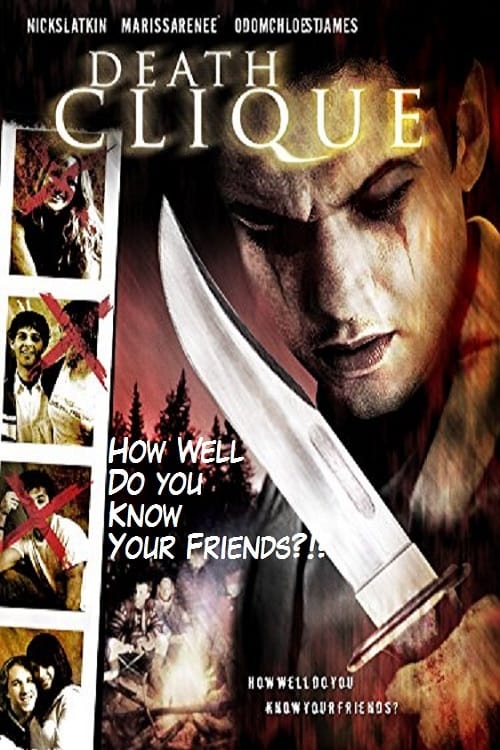 NICKSLATKIN MARISSARENEE' ODOMCHLOESTJAMES
DEATH
CLIQUE
How Well
Do you
Know
Your Friends?!?
HOWWELLDOYOU
KNOWYOURFRIENDS?